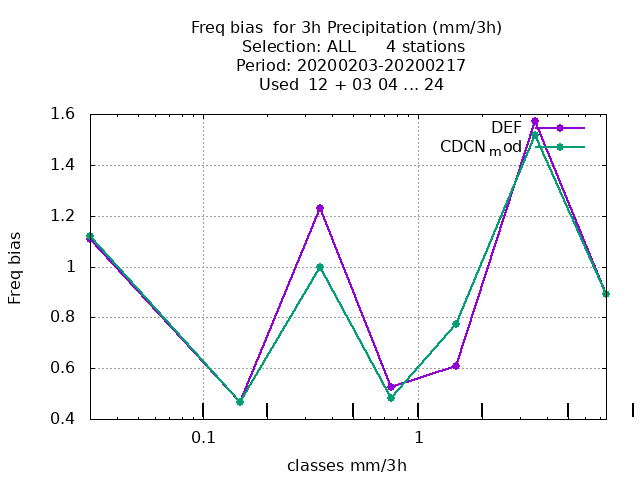 Freq bias  for 3h Precipitation (mm/3h)
Selection: ALL      4 stations
Period: 20200203-20200217
Used  12 + 03 04 ... 24
1.6
1.4
1.2
1
0.8
0.6
0.4
Freq bias
DEF
CDCN_mod
0.1
1
classes mm/3h